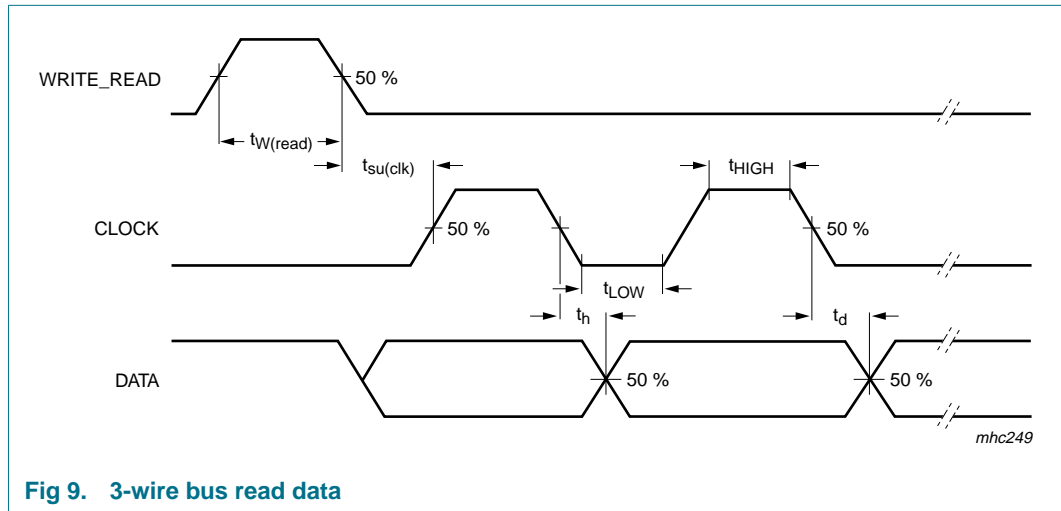 WRITE_READ
50 %
tW(read)
tsu(clk)
tHIGH
CLOCK
50 %
50 %
tLOW
th
td
DATA
50 %
50 %
mhc249
Fig 9. 3-wire bus read data